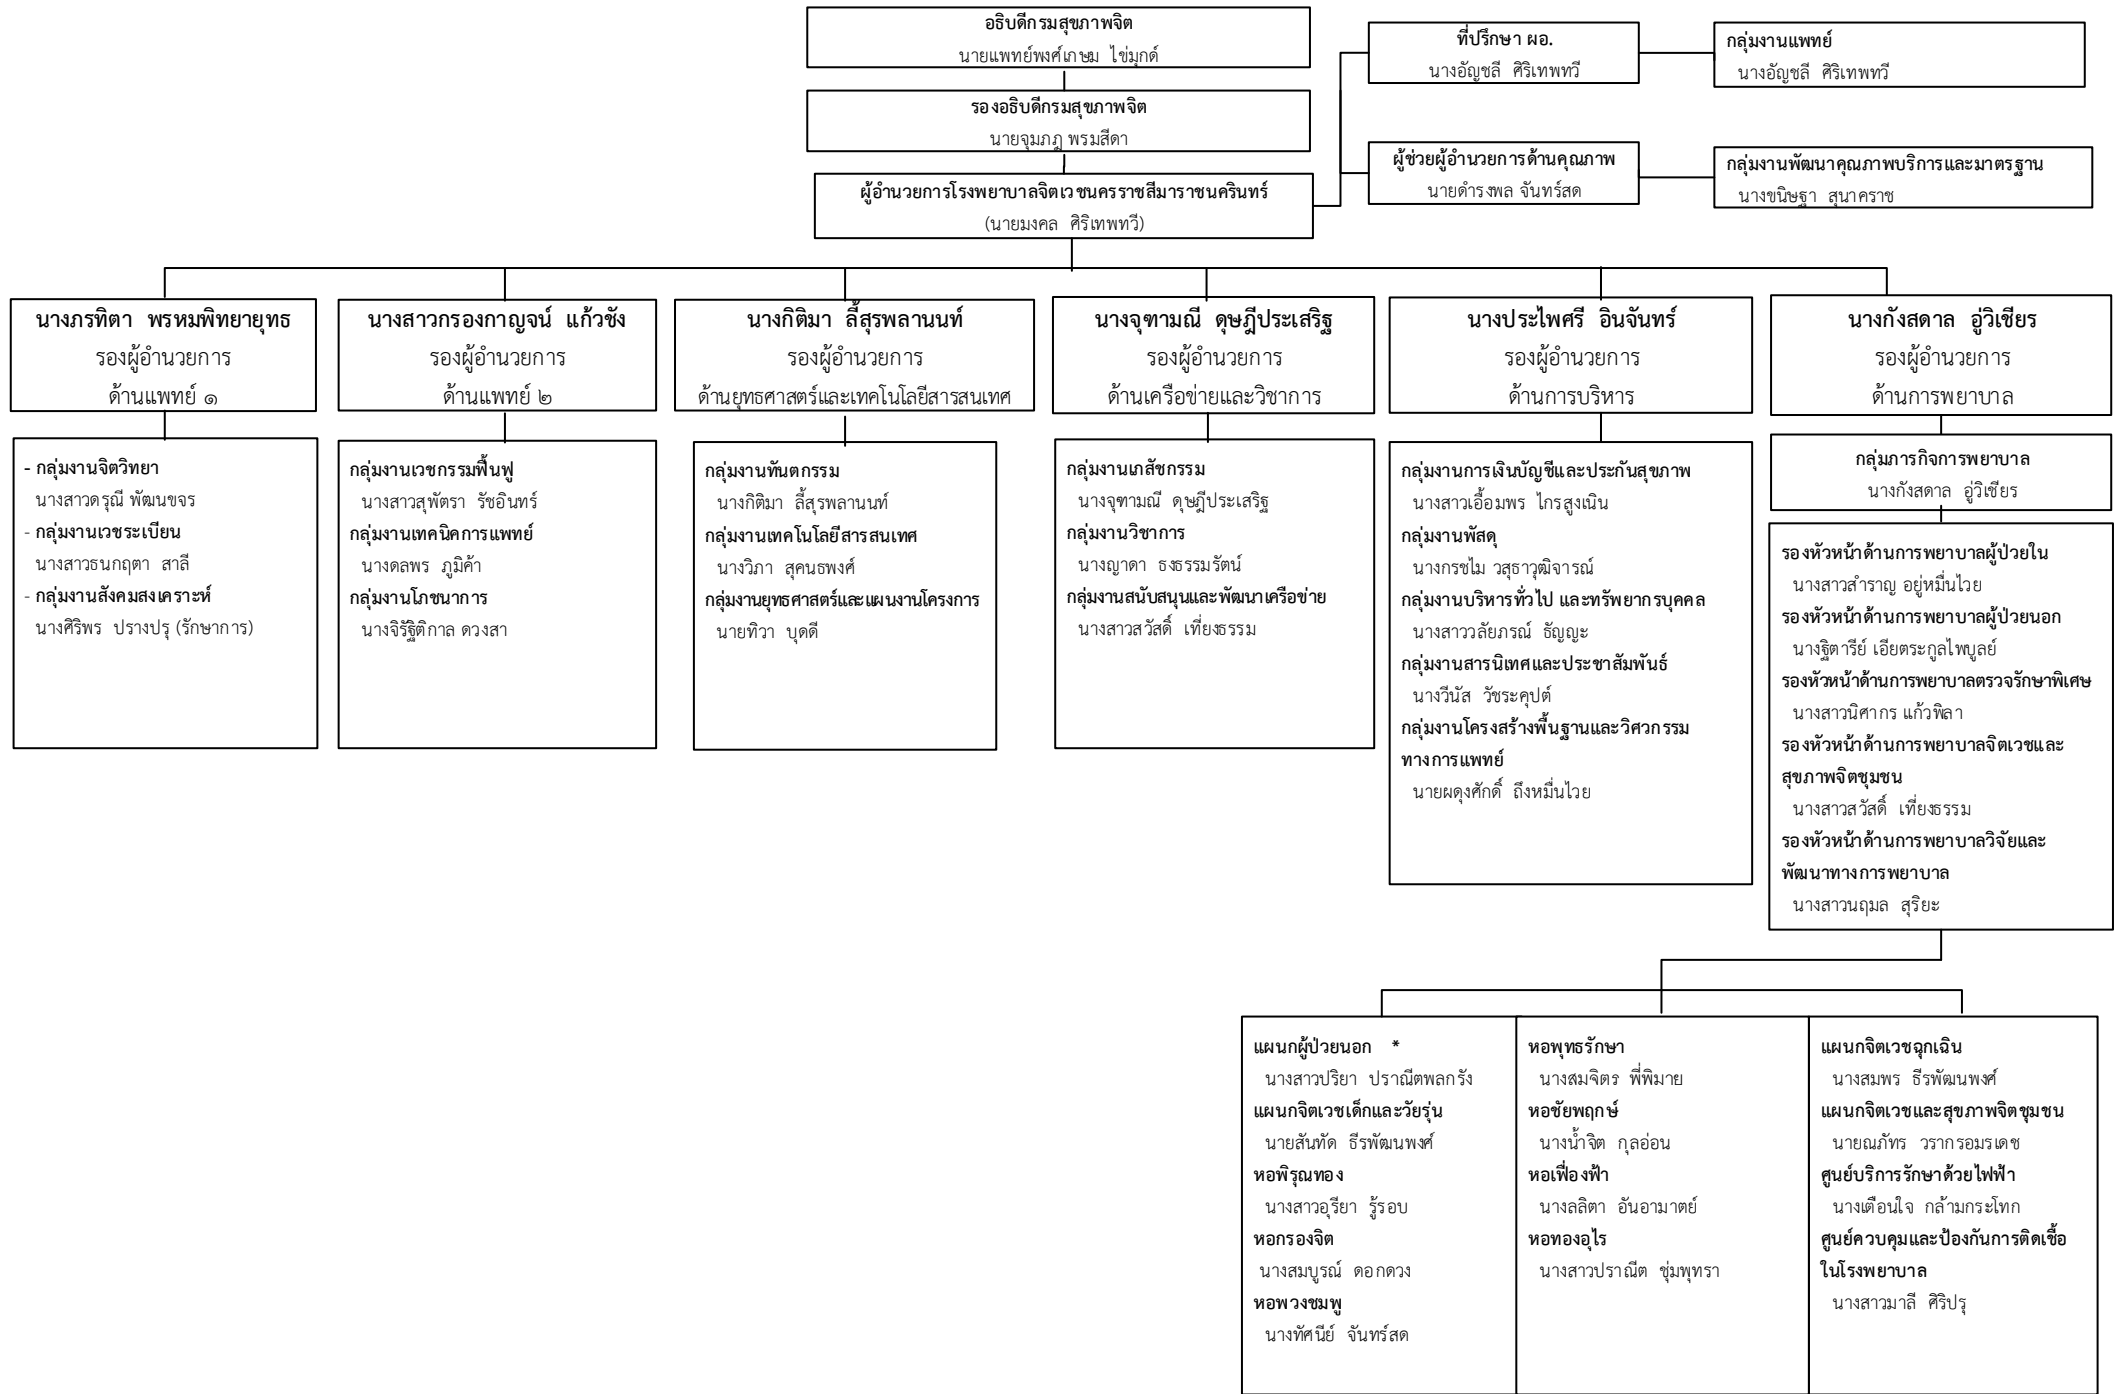 อธิบดีกรมสุขภาพจิต
นายแพทย์พงศ์เกษม ไข่มุกด์
รองอธิบดีกรมสุขภาพจิต
นายจุมภฎ พรมสีดา
ผู้อำนวยการโรงพยาบาลจิตเวชนครราชสีมาราชนครินทร์
(นายมงคล ศิริเทพทวี)
ที่ปรึกษา ผอ.
นางอัญชลี ศิริเทพทวี
กลุ่มงานแพทย์
นางอัญชลี ศิริเทพทวี
ผู้ช่วยผู้อำนวยการด้านคุณภาพ
นายดำรงพล จันทร์สด
กลุ่มงานพัฒนาคุณภาพบริการและมาตรฐาน
นางขนิษฐา สุนาคราช
นางภรทิตา พรหมพิทยายุทธ
รองผู้อำนวยการ
ด้านแพทย์ ๑
- กลุ่มงานจิตวิทยา
นางสาวดรุณี พัฒนขจร
- กลุ่มงานเวชระเบียน
นางสาวธนกฤตา สาลี
- กลุ่มงานสังคมสงเคราะห์
นางศิริพร ปรางปรุ (รักษาการ)
นางสาวกรองกาญจน์ แก้วชัง
รองผู้อำนวยการ
ด้านแพทย์ ๒
กลุ่มงานเวชกรรมฟื้นฟู
นางสาวสุพัตรา รัชอินทร์
กลุ่มงานเทคนิคการแพทย์
นางดลพร ภูมิค้า
กลุ่มงานโภชนาการ
นางจิรัฐิติกาล ดวงสา
นางกิติมา ลี้สุรพลานนท์
รองผู้อำนวยการ
ด้านยุทธศาสตร์และเทคโนโลยีสารสนเทศ
กลุ่มงานทันตกรรม
นางกิติมา ลี้สุรพลานนท์
กลุ่มงานเทคโนโลยีสารสนเทศ
นางวิภา สุคนธพงศ์
กลุ่มงานยุทธศาสตร์และแผนงานโครงการ
นายทิวา บุดดี
นางจุฑามณี ดุษฎีประเสริฐ
รองผู้อำนวยการ
ด้านเครือข่ายและวิชาการ
กลุ่มงานเภสัชกรรม
นางจุฑามณี ดุษฎีประเสริฐ
กลุ่มงานวิชาการ
นางญาดา ธงธรรมรัตน์
กลุ่มงานสนับสนุนและพัฒนาเครือข่าย
นางสาวสวัสดิ์ เที่ยงธรรม
นางประไพศรี อินจันทร์
รองผู้อำนวยการ
ด้านการบริหาร
กลุ่มงานการเงินบัญชีและประกันสุขภาพ
นางสาวเอื้อมพร ไกรสูงเนิน
กลุ่มงานพัสดุ
นางกรชไม วสุธาวุฒิจารณ์
กลุ่มงานบริหารทั่วไป และทรัพยากรบุคคล
นางสาววลัยภรณ์ ธัญญะ
กลุ่มงานสารนิเทศและประชาสัมพันธ์
นางวีนัส วัชระคุปต์
กลุ่มงานโครงสร้างพื้นฐานและวิศวกรรม
ทางการแพทย์
นายผดุงศักดิ์ ถึงหมื่นไวย
นางกังสดาล อู่วิเชียร
รองผู้อำนวยการ
ด้านการพยาบาล
กลุ่มภารกิจการพยาบาล
นางกังสดาล อู่วิเชียร
รองหัวหน้าด้านการพยาบาลผู้ป่วยใน
นางสาวสำราญ อยู่หมื่นไวย
รองหัวหน้าด้านการพยาบาลผู้ป่วยนอก
นางฐิตารีย์ เอียตระกูลไพบูลย์
รองหัวหน้าด้านการพยาบาลตรวจรักษาพิเศษ
นางสาวนิศากร แก้วพิลา
รองหัวหน้าด้านการพยาบาลจิตเวชและ
สุขภาพจิตชุมชน
นางสาวสวัสดิ์ เที่ยงธรรม
รองหัวหน้าด้านการพยาบาลวิจัยและ
พัฒนาทางการพยาบาล
นางสาวนฤมล สุริยะ
แผนกผู้ป่วยนอก *
นางสาวปริยา ปราณีตพลกรัง
แผนกจิตเวชเด็กและวัยรุ่น
นายสันทัด ธีรพัฒนพงศ์
หอพิรุณทอง
นางสาวอุรียา รู้รอบ
หอกรองจิต
นางสมบูรณ์ ดอกดวง
หอพวงชมพู
นางทัศนีย์ จันทร์สด
หอพุทธรักษา
นางสมจิตร พี่พิมาย
หอชัยพฤกษ์
นางน้ำจิต กุลอ่อน
หอเฟื่องฟ้า
นางลลิตา อันอามาตย์
หอทองอุไร
นางสาวปราณีต ชุ่มพุทรา
แผนกจิตเวชฉุกเฉิน
นางสมพร ธีรพัฒนพงศ์
แผนกจิตเวชและสุขภาพจิตชุมชน
นายณภัทร วรากรอมรเดช
ศูนย์บริการรักษาด้วยไฟฟ้า
นางเตือนใจ กล้ามกระโทก
ศูนย์ควบคุมและป้องกันการติดเชื้อ
ในโรงพยาบาล
นางสาวมาลี ศิริปรุ